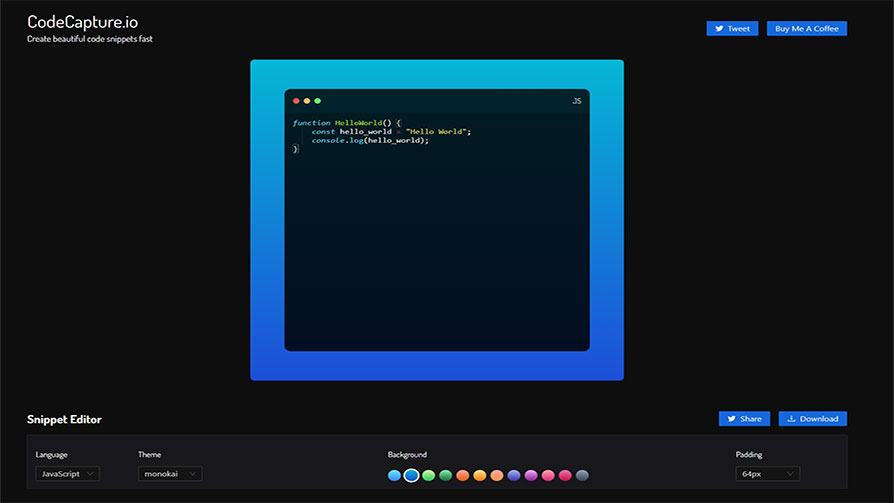 CodeCapture.io
Create beautiful code snippets fast
Tweet
Buy Me A Coffee
JS
function HelloWorld() {
const hello_world = "Hello World";
console.log(hello_world);
}
Snippet Editor
Share
Download
Language
Theme
Background
Padding
JavaScript
monokai
64px